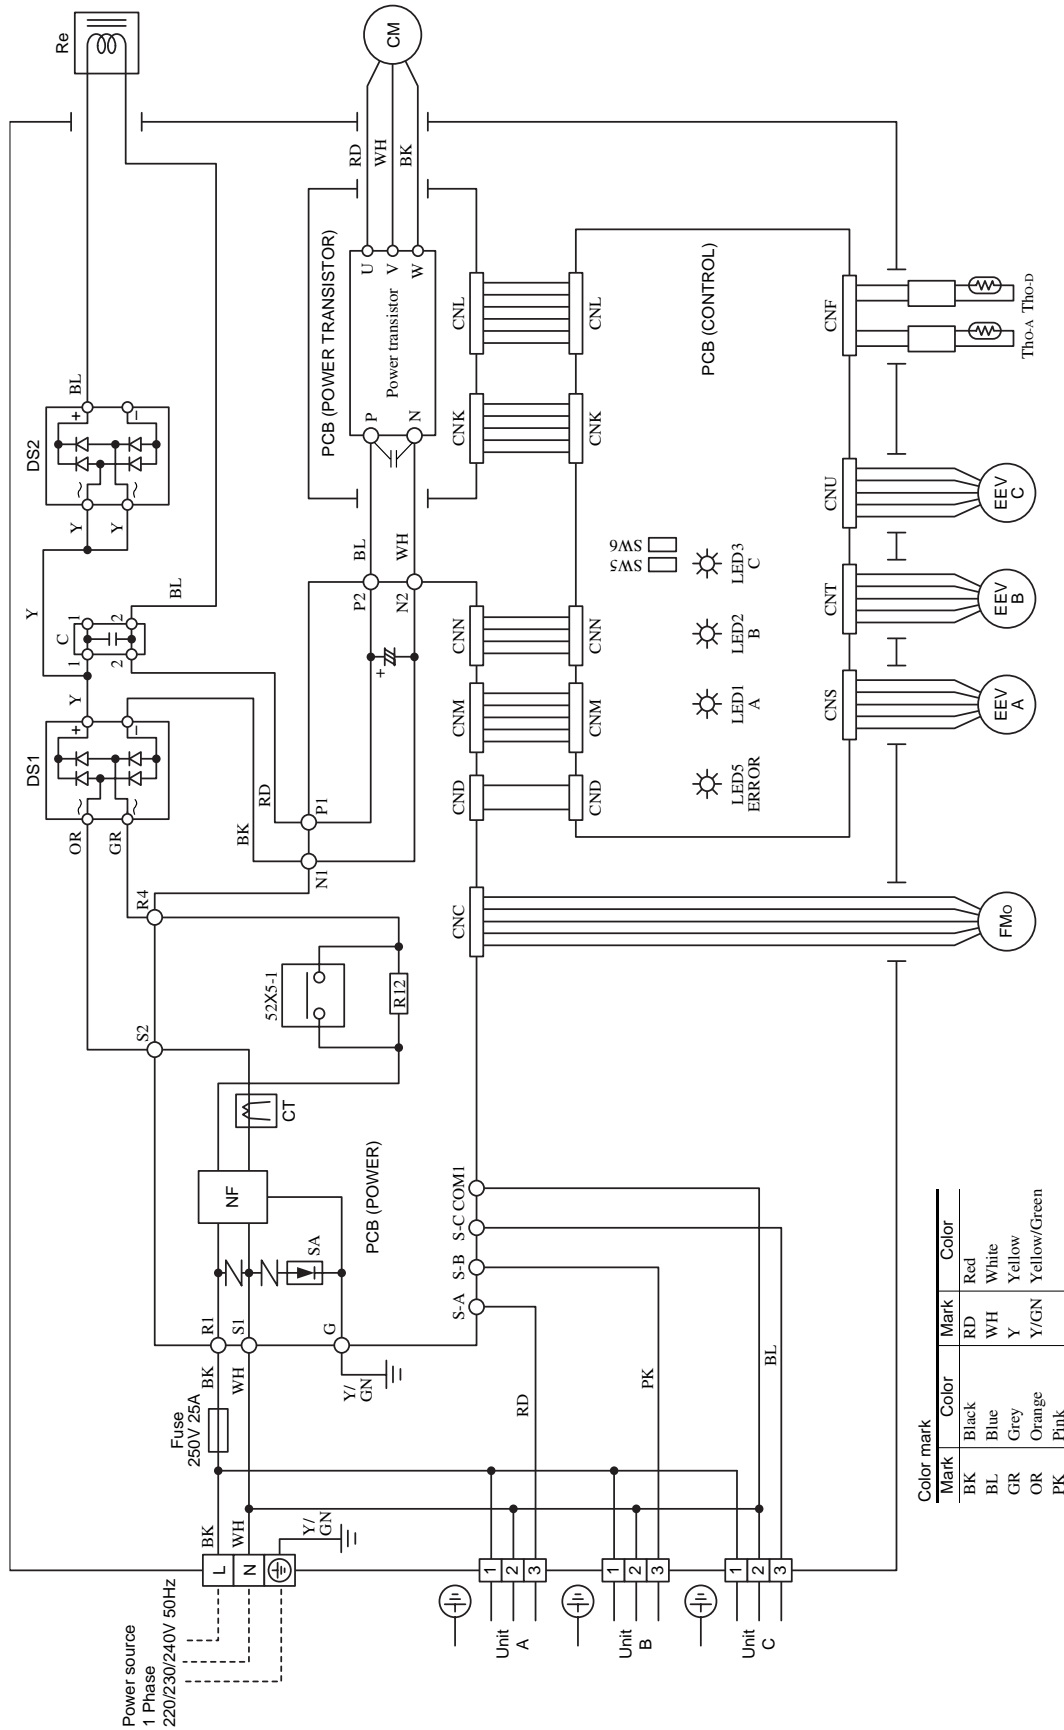 Power source
1 Phase
220/230/240V 50Hz
L
N
BK
WH
Y/
GN
Fuse
250V 25A
BK
WH
Y/
GN
R1
S1
G
SA
NF
CT
PCB (POWER)
S2
R4
52X5-1
R12
OR
GR
DS1
~
~
+
−
Y
BK
RD
N1
P1
C
1
1
2
2
Y
BL
Y
Y
DS2
~
~
+
−
BL
Re
P2
N2
+
BL
WH
PCB (POWER TRANSISTOR)
P
N
Power transistor
U
V
W
RD
WH
BK
CM
S-A
S-B
S-C
COM1
CNC
CND
CNM
CNN
CNK
CNL
CND
CNM
CNN
CNK
CNL
PCB (CONTROL)
SW5
SW6
LED5
ERROR
LED1
A
LED2
B
LED3
C
CNS
CNT
CNU
CNF
FMo
EEV
A
EEV
B
EEV
C
Tho-A
Tho-D
RD
PK
BL
1
2
3
1
2
3
1
2
3
Unit
A
Unit
B
Unit
C
Color mark
Mark Color Mark Color
BK Black RD Red
BL Blue WH White
GR Grey Y Yellow
OR Orange Y/GN Yellow/Green
PK Pink